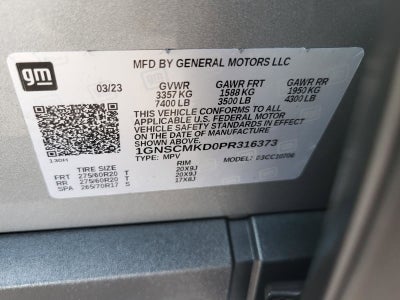 gm
MFD BY GENERAL MOTORS LLC
03/23 GVWR GAWR FRT GAWR RR
3357 KG 1588 KG 1950 KG
7400 LB 3500 LB 4300 LB
THIS VEHICLE CONFORMS TO ALL
APPLICABLE U.S. FEDERAL MOTOR
VEHICLE SAFETY STANDARDS IN EFFECT
ON THE DATE OF MANUFACTURE
SHOWN ABOVE.
1GNSCMKD0PR316373
130H TYPE: MPV MODEL: 03CC10706
TIRE SIZE RIM
FRT 275/60R20 T 20X9J
RR 275/60R20 T 20X9J
SPA 265/70R17 S 17X8J